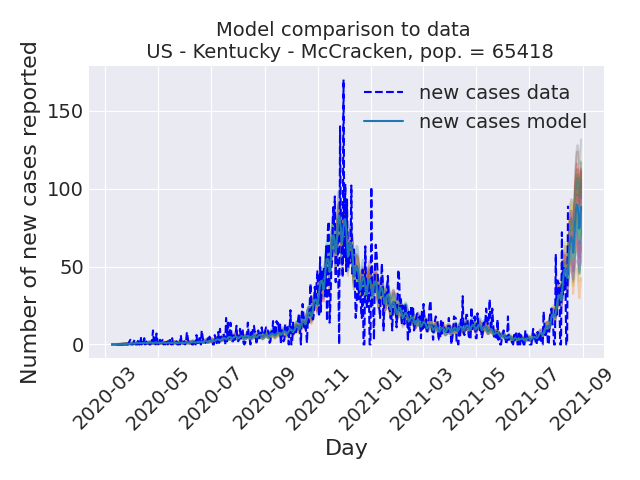 Model comparison to data
US - Kentucky - McCracken, pop. = 65418
Number of new cases reported
150
100
50
0
new cases data
new cases model
2020-03
2020-05
2020-07
2020-09
2020-11
2021-01
2021-03
2021-05
2021-07
2021-09
Day